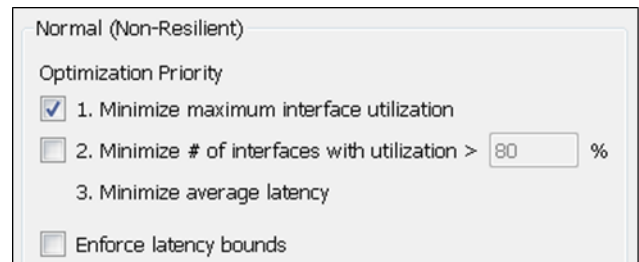 Normal (Non-Resilient)
Optimization Priority
1. Minimize maximum interface utilization
2. Minimize # of interfaces with utilization > 80 %
3. Minimize average latency
Enforce latency bounds